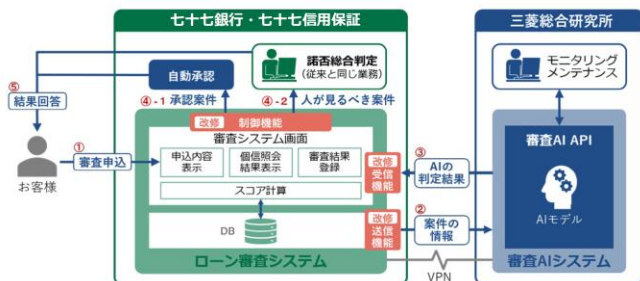 七十七銀行・七十七信用保証
三菱総合研究所
⑤
結果回答
自動承認
諾否総合判定
(従来と同じ業務)
モニタリング
メンテナンス
④-1 承認案件
④-2 人が見るべき案件
改修 制御機能
審査システム画面
①
審査申込
お客様
申込内容
表示
個信照会
結果表示
審査結果
登録
スコア計算
改修
受信
機能
③
AIの
判定結果
審査AI API
AIモデル
DB
改修
送信
機能
②
案件の
情報
ローン審査システム
VPN
審査AIシステム